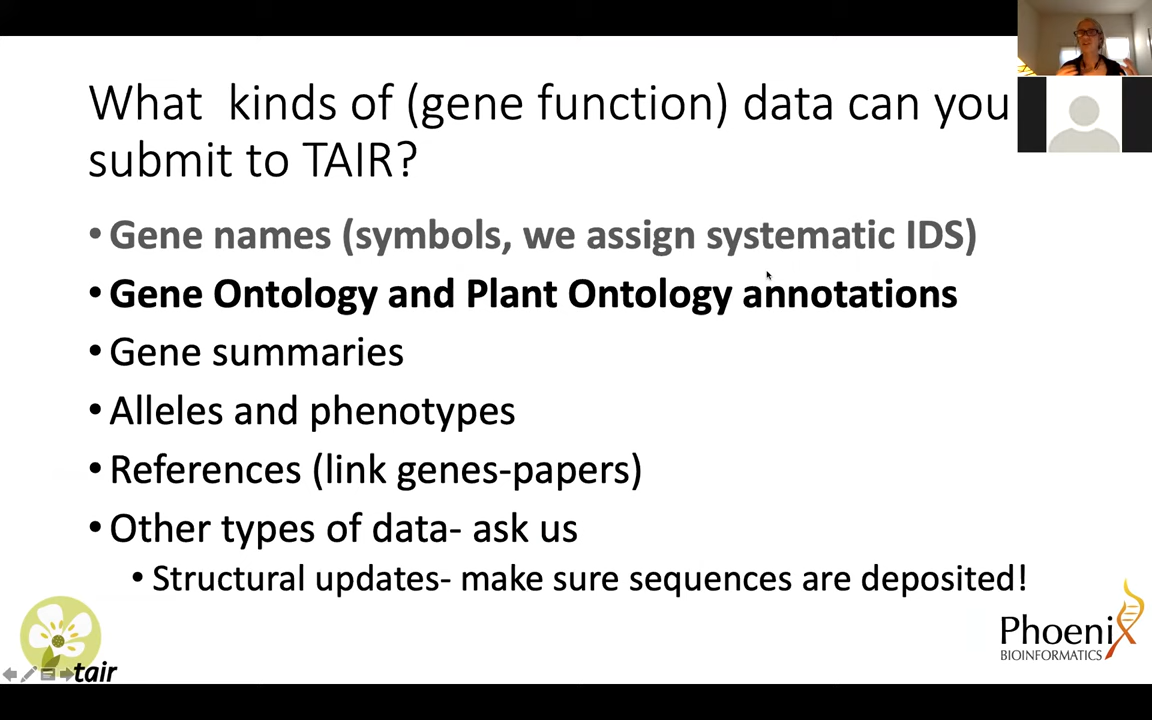 What  kinds of (gene function) data can you
submit to TAIR?
• Gene names (symbols, we assign systematic IDS)
• Gene Ontology and Plant Ontology annotations
• Gene summaries
• Alleles and phenotypes
• References (link genes-papers)
• Other types of data- ask us
• Structural updates- make sure sequences are deposited!
tair
Phoenix
BIOINFORMATICS